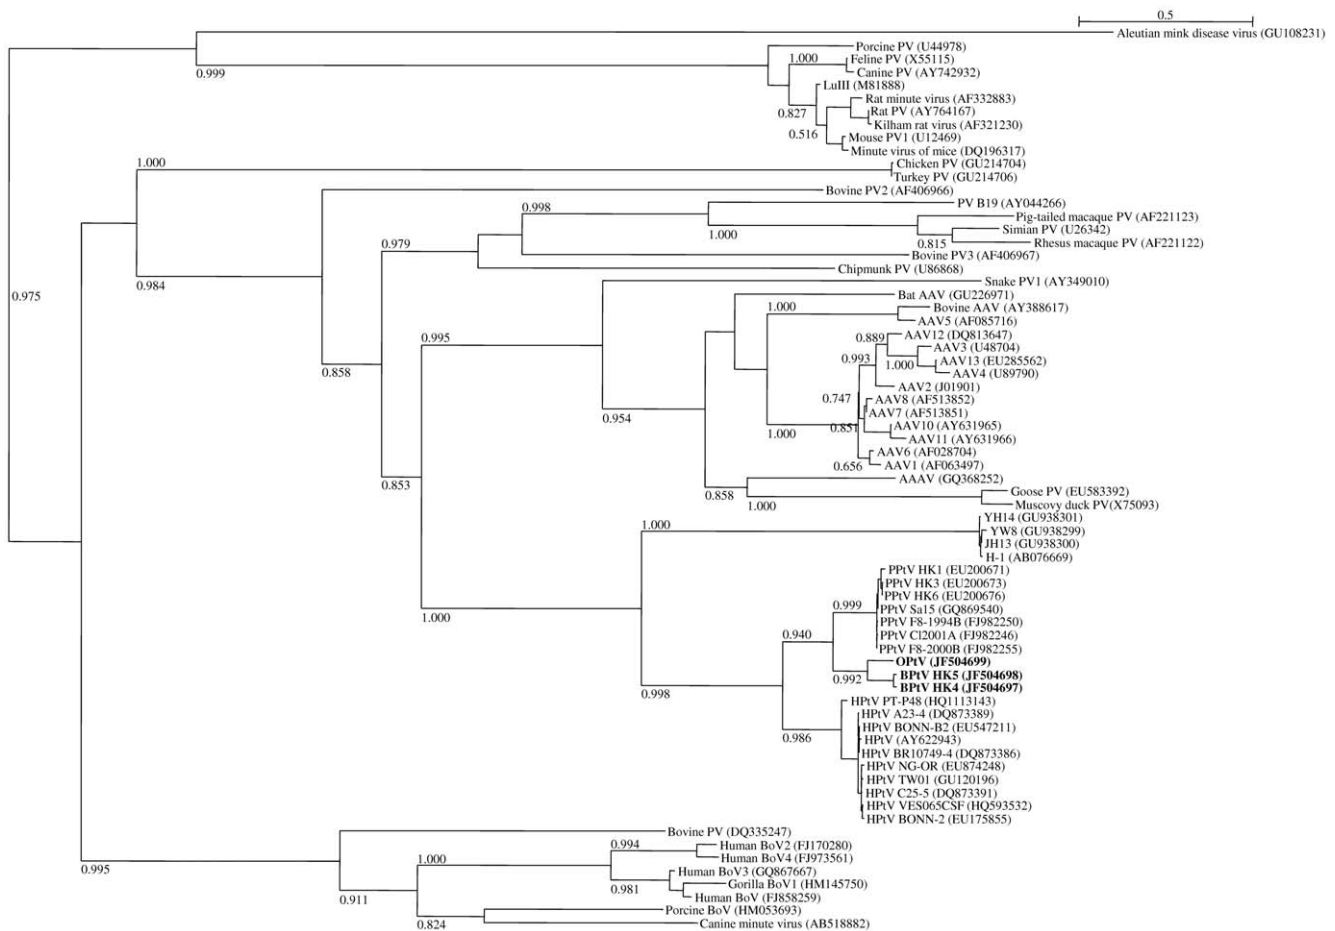 0.5
Aleutian mink disease virus (GU108231)
Porcine PV (U44978)
1.000
Feline PV (X55115)
0.999
Canine PV (AY742932)
LuIII (M81888)
Rat minute virus (AF332883)
0.827
Rat PV (AY764167)
Kilham rat virus (AF321230)
0.516
Mouse PV1 (U12469)
Minute virus of mice (DQ196317)
1.000
Chicken PV (GU214704)
Turkey PV (GU214706)
Bovine PV2 (AF406966)
PV B19 (AY044266)
0.998
Pig-tailed macaque PV (AF221123)
1.000
Simian PV (U26342)
0.815
Rhesus macaque PV (AF221122)
0.979
Bovine PV3 (AF406967)
Chipmunk PV (U86868)
0.984
Snake PV1 (AY349010)
0.975
Bat AAV (GU226971)
1.000
Bovine AAV (AY388617)
AAV5 (AF085716)
AAV12 (DQ813647)
0.889
0.995
AAV3 (U48704)
0.993
AAV13 (EU285562)
1.000
0.858
AAV4 (U89790)
AAV2 (J01901)
0.747
AAV8 (AF513852)
AAV7 (AF513851)
0.954
AAV10 (AY631965)
0.851
1.000
AAV11 (AY631966)
AAV6 (AF028704)
0.656
AAV1 (AF063497)
AAAV (GQ368252)
0.853
0.858
Goose PV (EU583392)
1.000
Muscovy duck PV(X75093)
YH14 (GU938301)
1.000
YW8 (GU938299)
JH13 (GU938300)
H-1 (AB076669)
PPtV HK1 (EU200671)
PPtV HK3 (EU200673)
PPtV HK6 (EU200676)
0.999
PPtV Sa15 (GQ869540)
1.000
PPtV F8-1994B (FJ982250)
0.940
PPtV Cl2001A (FJ982246)
PPtV F8-2000B (FJ982255)
OPtV (JF504699)
BPtV HK5 (JF504698)
0.992
BPtV HK4 (JF504697)
0.998
HPtV PT-P48 (HQ1113143)
HPtV A23-4 (DQ873389)
HPtV BONN-B2 (EU547211)
0.986
HPtV (AY622943)
HPtV BR10749-4 (DQ873386)
HPtV NG-OR (EU874248)
HPtV TW01 (GU120196)
HPtV C25-5 (DQ873391)
HPtV VES065CSF (HQ593532)
HPtV BONN-2 (EU175855)
Bovine PV (DQ335247)
0.994
Human BoV2 (FJ170280)
1.000
Human BoV4 (FJ973561)
0.995
Human BoV3 (GQ867667)
Gorilla BoV1 (HM145750)
0.981
Human BoV (FJ858259)
0.911
Porcine BoV (HM053693)
0.824
Canine minute virus (AB518882)